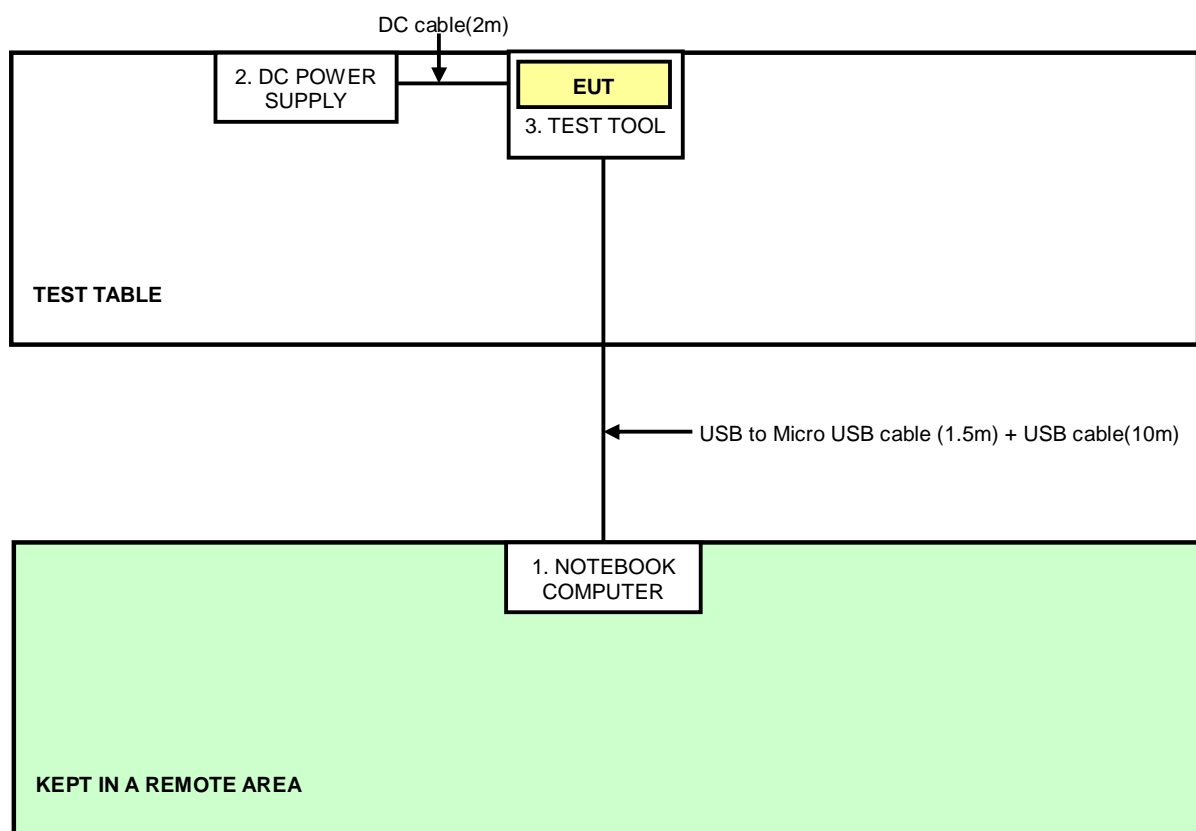 DC cable(2m)
2. DC POWER
SUPPLY
EUT
3. TEST TOOL
TEST TABLE
USB to Micro USB cable (1.5m) + USB cable(10m)
1. NOTEBOOK
COMPUTER
KEPT IN A REMOTE AREA